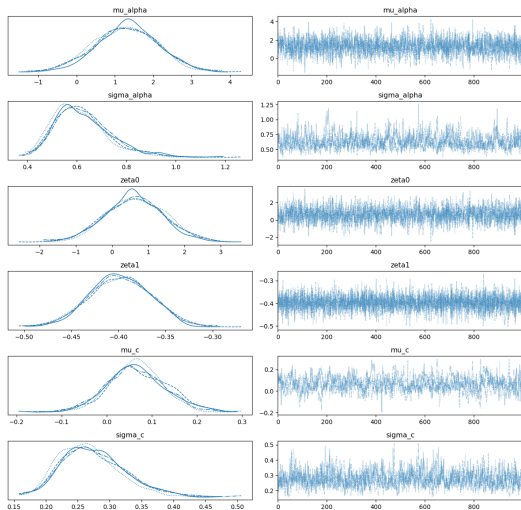 mu_alpha
mu_alpha
4
2
0
−1 0 1 2 3 4
0 200 400 600 800
sigma_alpha
sigma_alpha
1.25
1.00
0.75
0.50
0.4 0.6 0.8 1.0 1.2
0 200 400 600 800
zeta0
zeta0
2
0
−2
−2 −1 0 1 2 3
0 200 400 600 800
zeta1
zeta1
−0.3
−0.4
−0.5
−0.50 −0.45 −0.40 −0.35 −0.30
0 200 400 600 800
mu_c
mu_c
0.2
0.0
−0.2
−0.2 −0.1 0.0 0.1 0.2 0.3
0 200 400 600 800
sigma_c
sigma_c
0.5
0.4
0.3
0.2
0.15 0.20 0.25 0.30 0.35 0.40 0.45 0.50
0 200 400 600 800